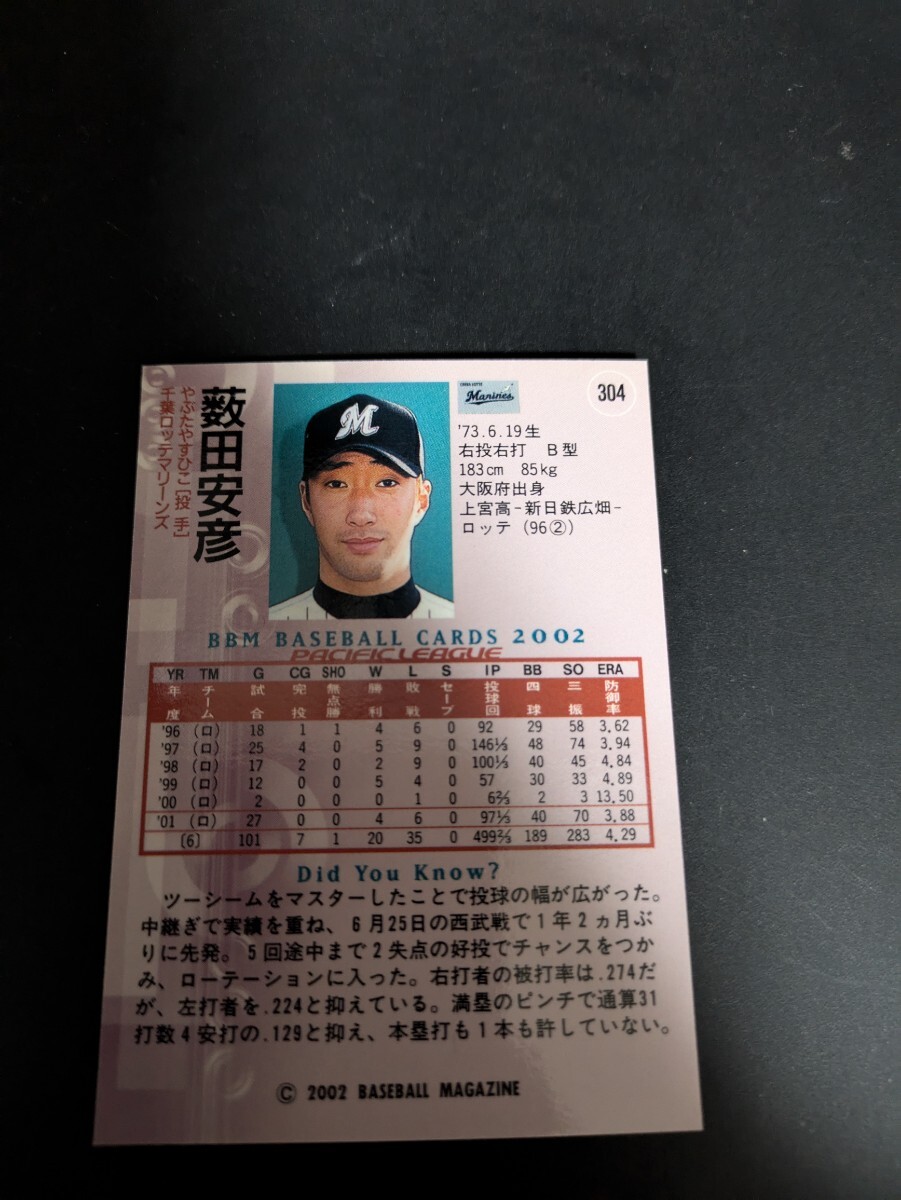 304
薮田安彦
やぶたやすひこ［投 手］
千葉ロッテマリーンズ
M
CHIBA LOTTE
Marines
'73.6.19生
右投右打 B型
183cm 85kg
大阪府出身
上宮高-新日鉄広畑-
ロッテ (96②)
BBM BASEBALL CARDS 2002
PACIFIC LEAGUE
YR TM G CG SHO W L S IP BB SO ERA
年度 チーム 試合 完投 無点勝 勝利 敗戦 セーブ 投球回 四球 三振 防御率
'96 (ロ) 18 1 1 4 6 0 92 29 58 3.62
'97 (ロ) 25 4 0 5 9 0 146⅓ 48 74 3.94
'98 (ロ) 17 2 0 2 9 0 100⅓ 40 45 4.84
'99 (ロ) 12 0 0 5 4 0 57 30 33 4.89
'00 (ロ) 2 0 0 0 1 0 6⅔ 2 3 13.50
'01 (ロ) 27 0 0 4 6 0 97⅓ 40 70 3.88
〔6〕 101 7 1 20 35 0 499⅔ 189 283 4.29
Did You Know?
ツーシームをマスターしたことで投球の幅が広がった。
中継ぎで実績を重ね、6月25日の西武戦で1年2ヵ月ぶ
りに先発。5回途中まで2失点の好投でチャンスをつか
み、ローテーションに入った。右打者の被打率は.274だ
が、左打者を.224と抑えている。満塁のピンチで通算31
打数4安打の.129と抑え、本塁打も1本も許していない。
© 2002 BASEBALL MAGAZINE